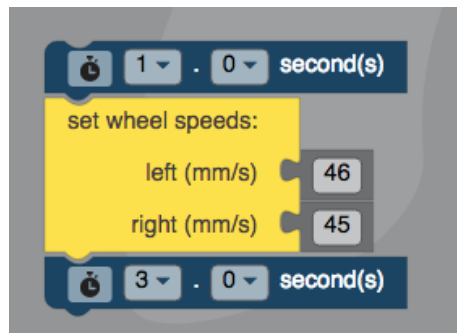 1 . 0 second(s)
set wheel speeds:
left (mm/s) 46
right (mm/s) 45
3 . 0 second(s)